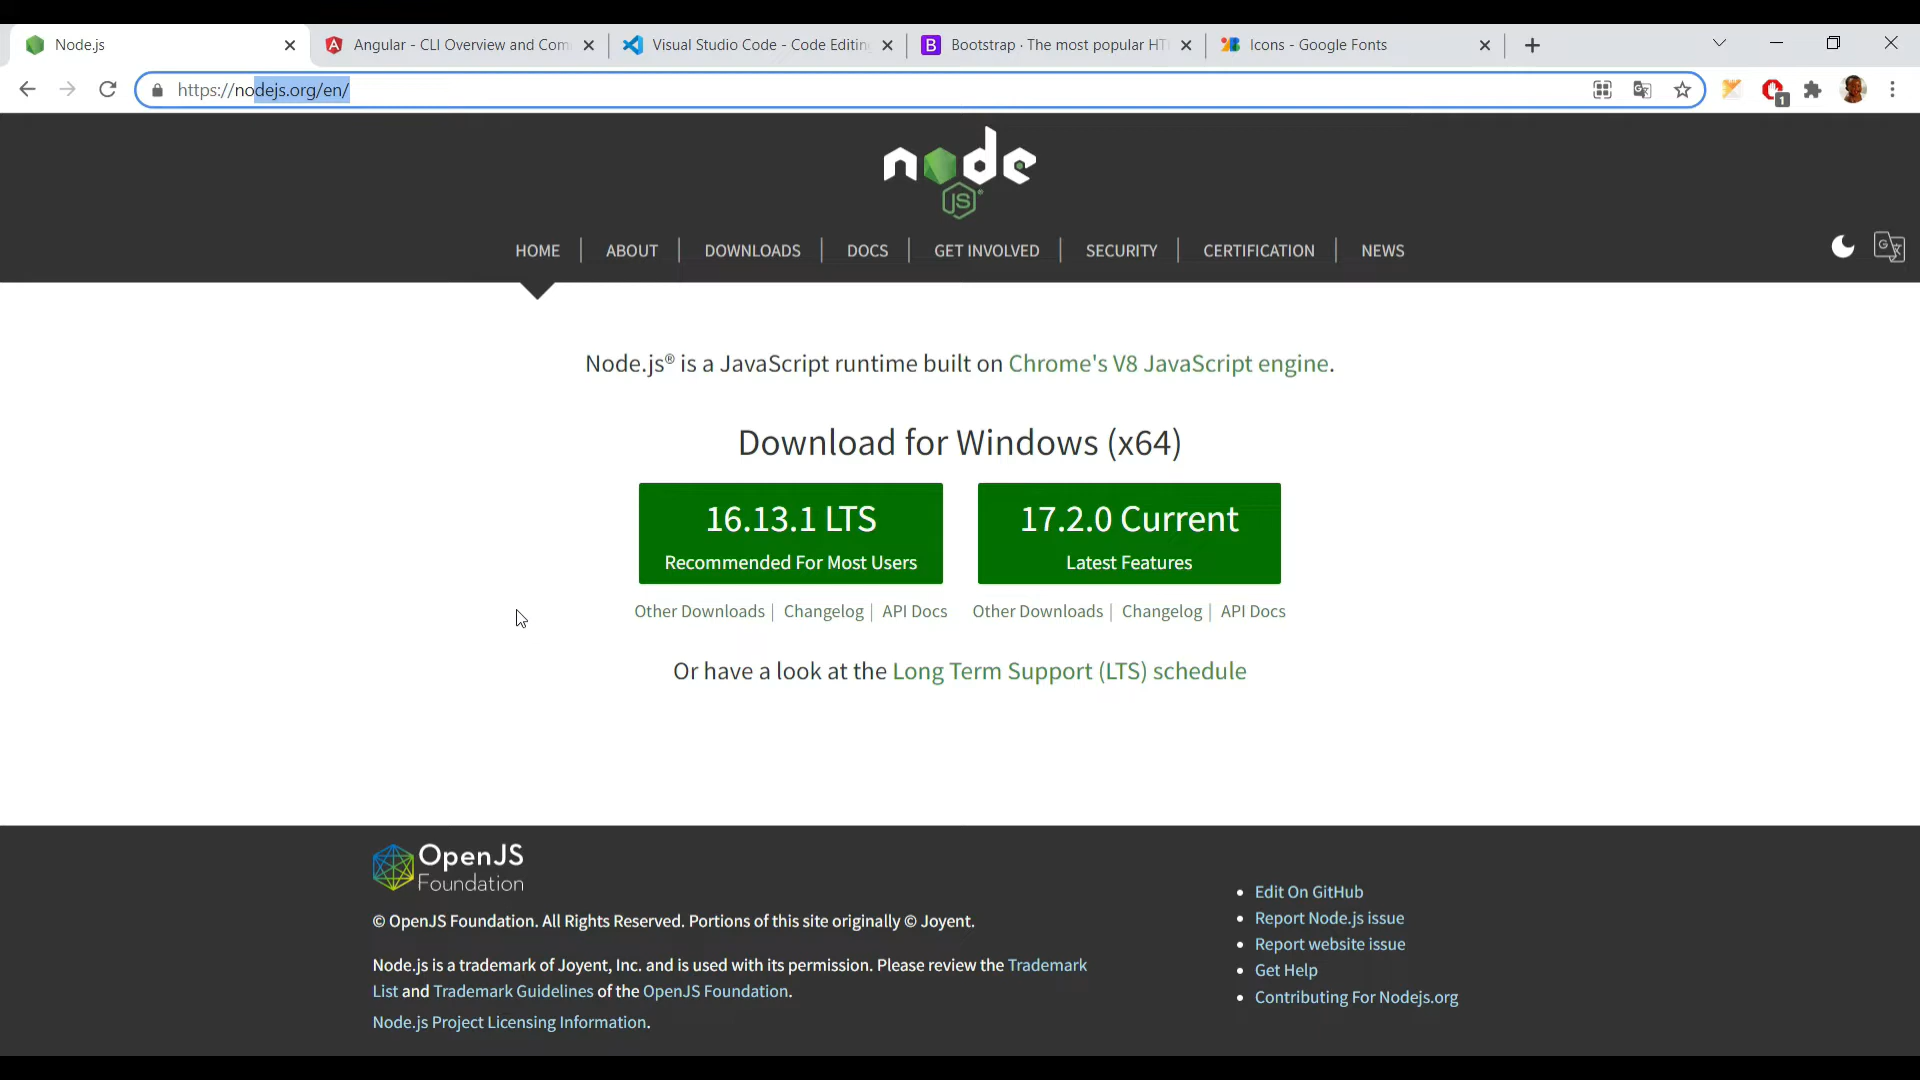 Node.js
Angular - CLI Overview and Com
Visual Studio Code - Code Editing
Bootstrap · The most popular HT
Icons - Google Fonts
https://nodejs.org/en/
1
node
JS
HOME
ABOUT
DOWNLOADS
DOCS
GET INVOLVED
SECURITY
CERTIFICATION
NEWS
Node.js® is a JavaScript runtime built on Chrome's V8 JavaScript engine.
Download for Windows (x64)
16.13.1 LTS
Recommended For Most Users
17.2.0 Current
Latest Features
Other Downloads | Changelog | API Docs
Other Downloads | Changelog | API Docs
Or have a look at the Long Term Support (LTS) schedule
OpenJS
Foundation
© OpenJS Foundation. All Rights Reserved. Portions of this site originally © Joyent.
Node.js is a trademark of Joyent, Inc. and is used with its permission. Please review the Trademark
List and Trademark Guidelines of the OpenJS Foundation.
Node.js Project Licensing Information.
Edit On GitHub
Report Node.js issue
Report website issue
Get Help
Contributing For Nodejs.org